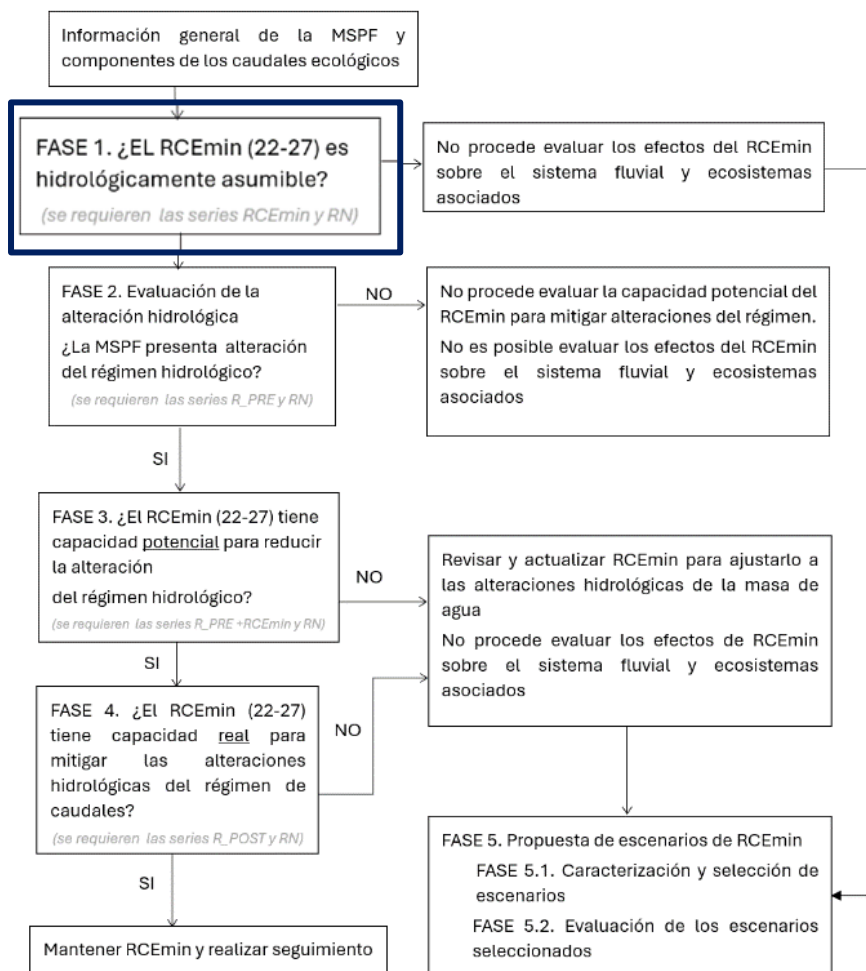 Información general de la MSPF y
componentes de los caudales ecológicos
FASE 1. ¿EL RCEmin (22-27) es
hidrológicamente asumible?
(se requieren las series RCEmin y RN)
No procede evaluar los efectos del RCEmin
sobre el sistema fluvial y ecosistemas
asociados
FASE 2. Evaluación de la
alteración hidrológica
¿La MSPF presenta alteración
del régimen hidrológico?
(se requieren las series R_PRE y RN)
NO
No procede evaluar la capacidad potencial del
RCEmin para mitigar alteraciones del régimen.
No es posible evaluar los efectos del RCEmin
sobre el sistema fluvial y ecosistemas
asociados
SI
FASE 3. ¿El RCEmin (22-27) tiene
capacidad potencial para reducir
la alteración
del régimen hidrológico?
(se requieren las series R_PRE +RCEmin y RN)
NO
Revisar y actualizar RCEmin para ajustarlo a
las alteraciones hidrológicas de la masa de
agua
No procede evaluar los efectos de RCEmin
sobre el sistema fluvial y ecosistemas
asociados
SI
FASE 4. ¿El RCEmin (22-27)
tiene capacidad real para
mitigar las alteraciones
hidrológicas del régimen de
caudales?
(se requieren las series R_POST y RN)
NO
SI
FASE 5. Propuesta de escenarios de RCEmin
FASE 5.1. Caracterización y selección de
escenarios
FASE 5.2. Evaluación de los escenarios
seleccionados
Mantener RCEmin y realizar seguimiento